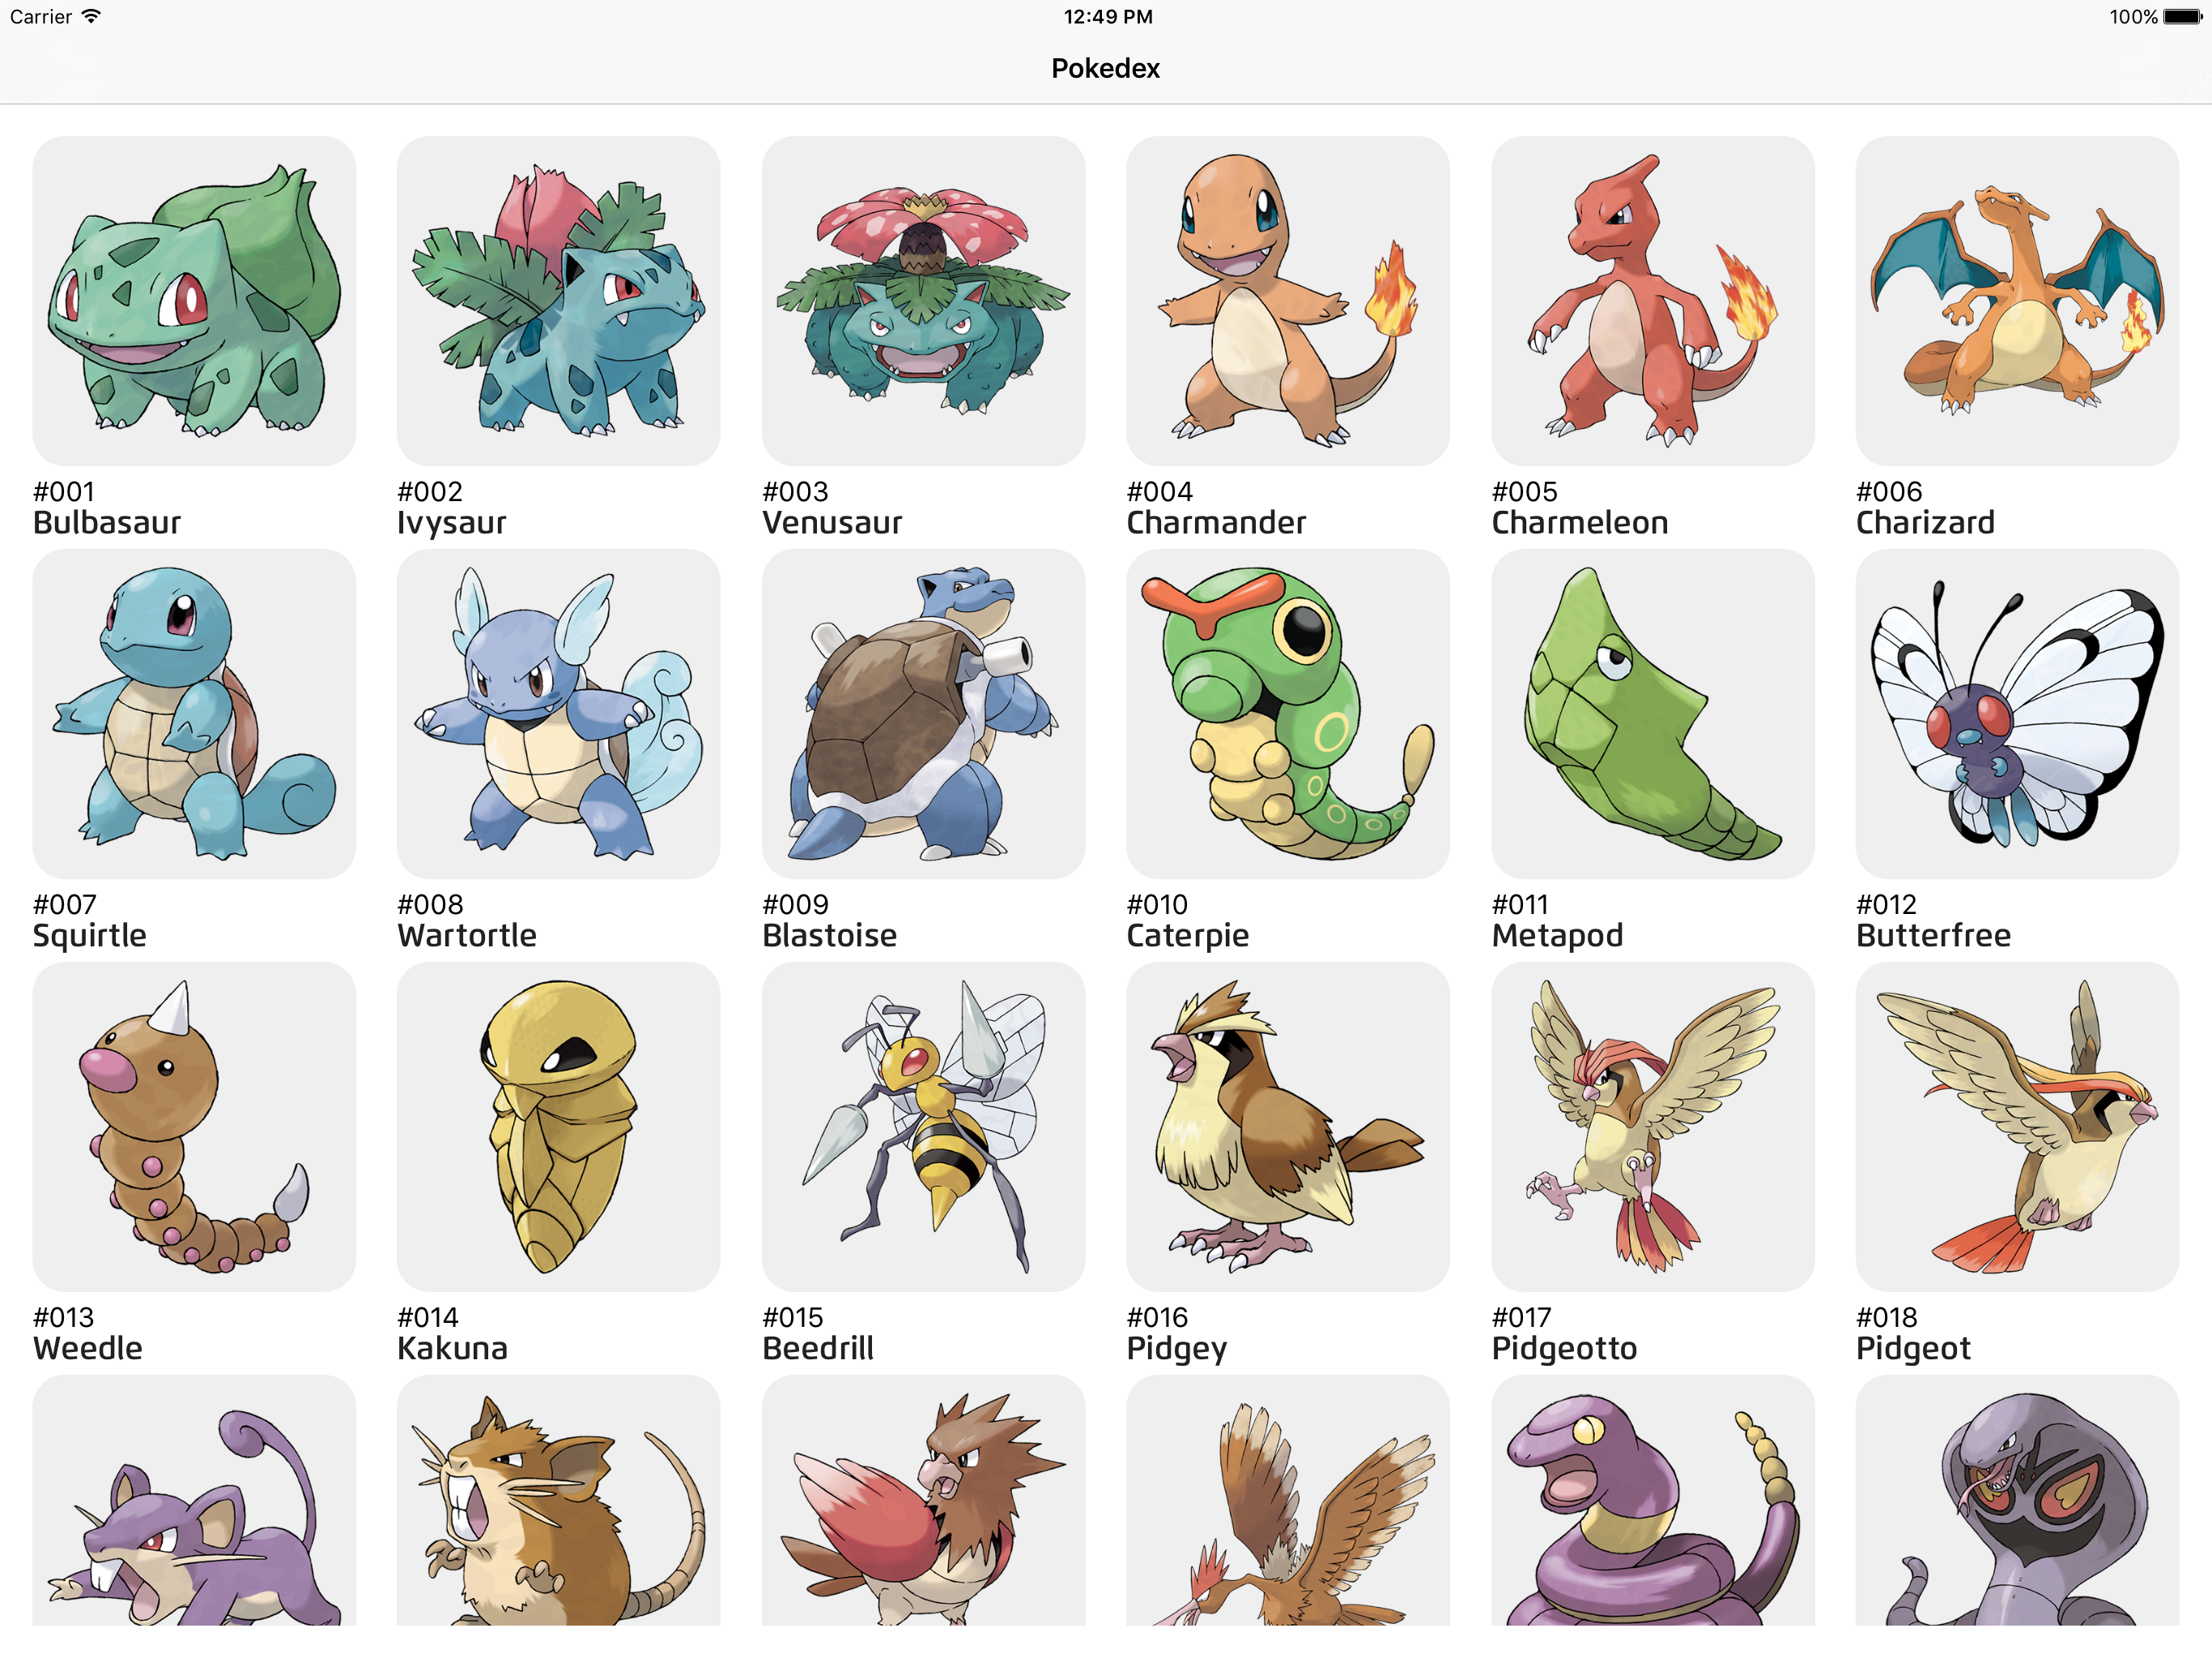 Carrier
12:49 PM
100%
Pokedex
#001
Bulbasaur
#002
Ivysaur
#003
Venusaur
#004
Charmander
#005
Charmeleon
#006
Charizard
#007
Squirtle
#008
Wartortle
#009
Blastoise
#010
Caterpie
#011
Metapod
#012
Butterfree
#013
Weedle
#014
Kakuna
#015
Beedrill
#016
Pidgey
#017
Pidgeotto
#018
Pidgeot